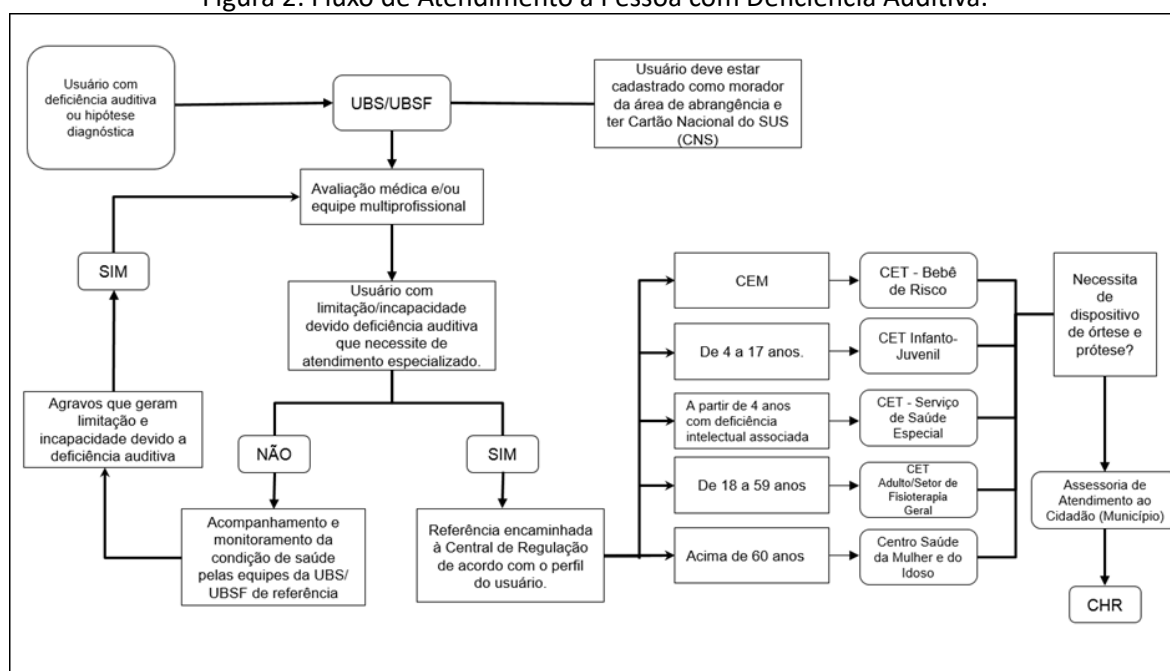 Figura 2: Fluxo de Atendimento à Pessoa com Deficiência Auditiva.
Usuário com
deficiência auditiva
ou hipótese
diagnóstica
UBS/UBSF
Usuário deve estar
cadastrado como morador
da área de abrangência e
ter Cartão Nacional do SUS
(CNS)
Avaliação médica e/ou
equipe multiprofissional
SIM
Usuário com
limitação/incapacidade
devido deficiência auditiva
que necessite de
atendimento especializado.
Agravos que geram
limitação e
incapacidade devido a
deficiência auditiva
NÃO
SIM
Acompanhamento e
monitoramento da
condição de saúde
pelas equipes da UBS/
UBSF de referência
Referência encaminhada
à Central de Regulação
de acordo com o perfil
do usuário.
CEM
CET - Bebê
de Risco
De 4 a 17 anos.
CET Infanto-
Juvenil
A partir de 4 anos
com deficiência
intelectual associada
CET - Serviço
de Saúde
Especial
De 18 a 59 anos
CET
Adulto/Setor de
Fisioterapia
Geral
Acima de 60 anos
Centro Saúde
da Mulher e do
Idoso
Necessita
de
dispositivo
de órtese e
prótese?
Assessoria de
Atendimento ao
Cidadão (Município)
CHR